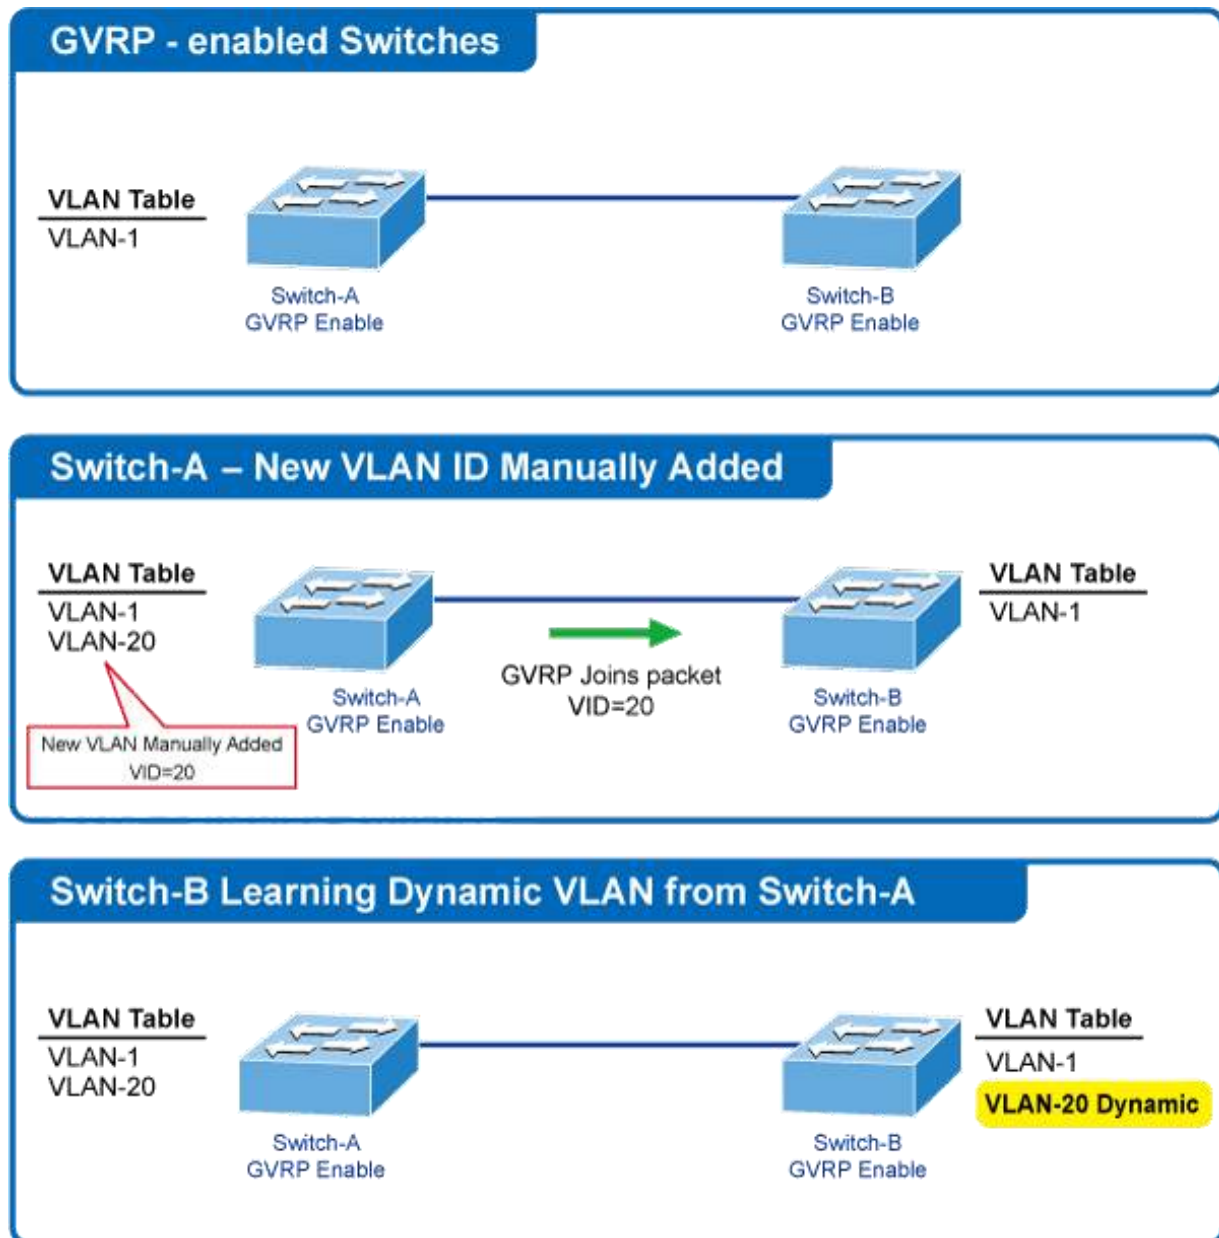 GVRP - enabled Switches
VLAN Table
VLAN-1
Switch-A
GVRP Enable
Switch-B
GVRP Enable
Switch-A – New VLAN ID Manually Added
VLAN Table
VLAN-1
VLAN-20
New VLAN Manually Added
VID=20
Switch-A
GVRP Enable
GVRP Joins packet
VID=20
Switch-B
GVRP Enable
VLAN Table
VLAN-1
Switch-B Learning Dynamic VLAN from Switch-A
VLAN Table
VLAN-1
VLAN-20
Switch-A
GVRP Enable
Switch-B
GVRP Enable
VLAN Table
VLAN-1
VLAN-20 Dynamic